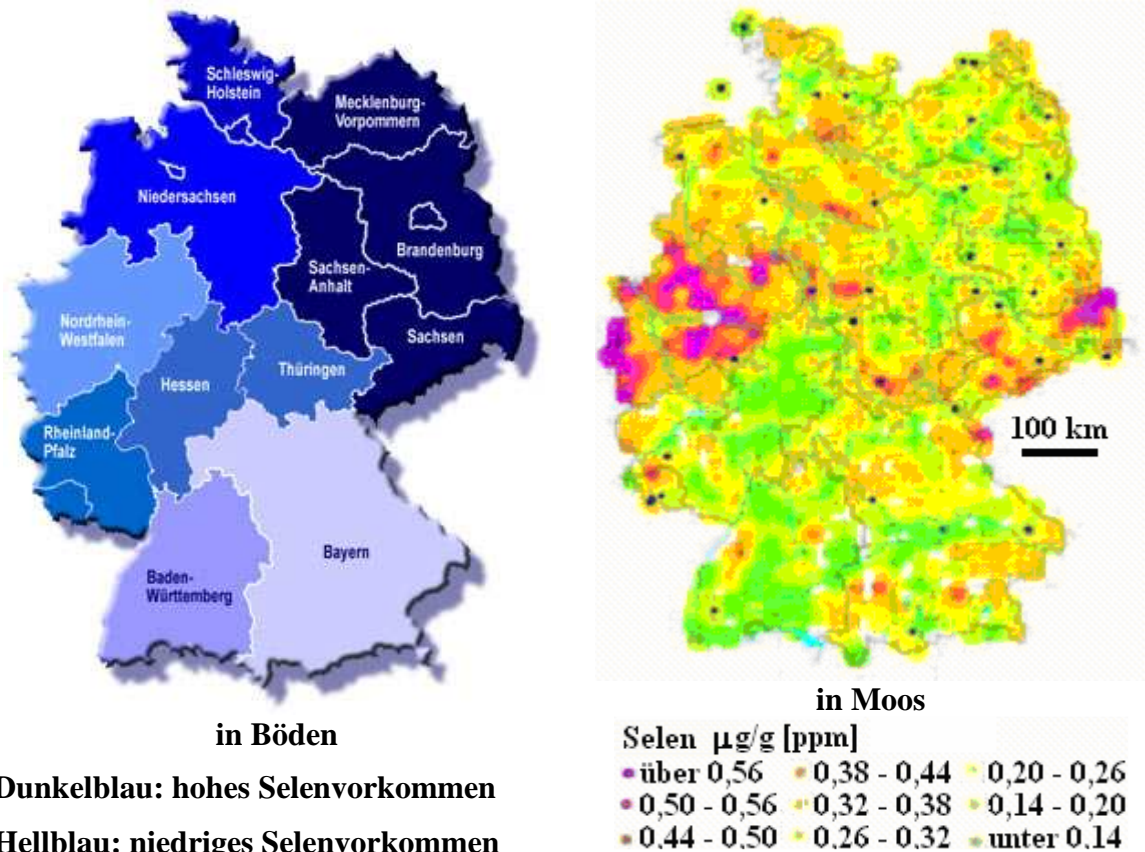 Schleswig-
Holstein
Mecklenburg-
Vorpommern
Niedersachsen
Brandenburg
Sachsen-
Anhalt
Nordrhein-
Westfalen
Sachsen
Hessen
Thüringen
Rheinland-
Pfalz
Bayern
Baden-
Württemberg
in Böden
Dunkelblau: hohes Selenvorkommen
Hellblau: niedriges Selenvorkommen
100 km
in Moos
Selen µg/g [ppm]
über 0,56 0,38 - 0,44 0,20 - 0,26
0,50 - 0,56 0,32 - 0,38 0,14 - 0,20
0,44 - 0,50 0,26 - 0,32 unter 0,14